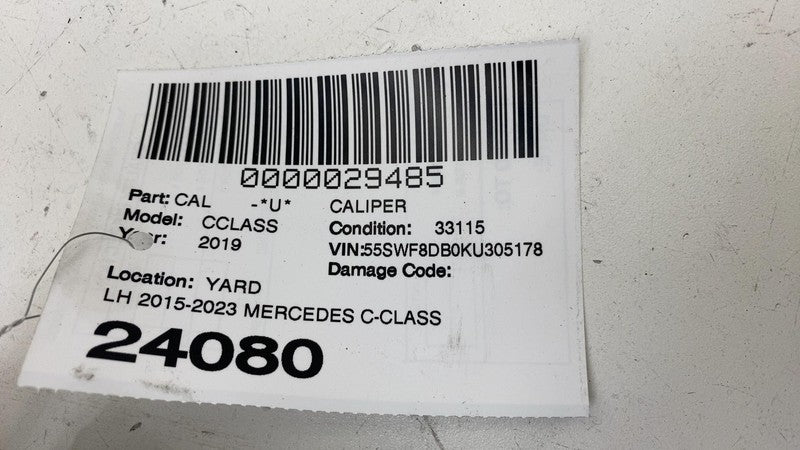 0000029485
Part: CAL -*U* CALIPER
Model: CCLASS Condition: 33115
Year: 2019 VIN:55SWF8DB0KU305178
Damage Code:
Location: YARD
LH 2015-2023 MERCEDES C-CLASS
24080